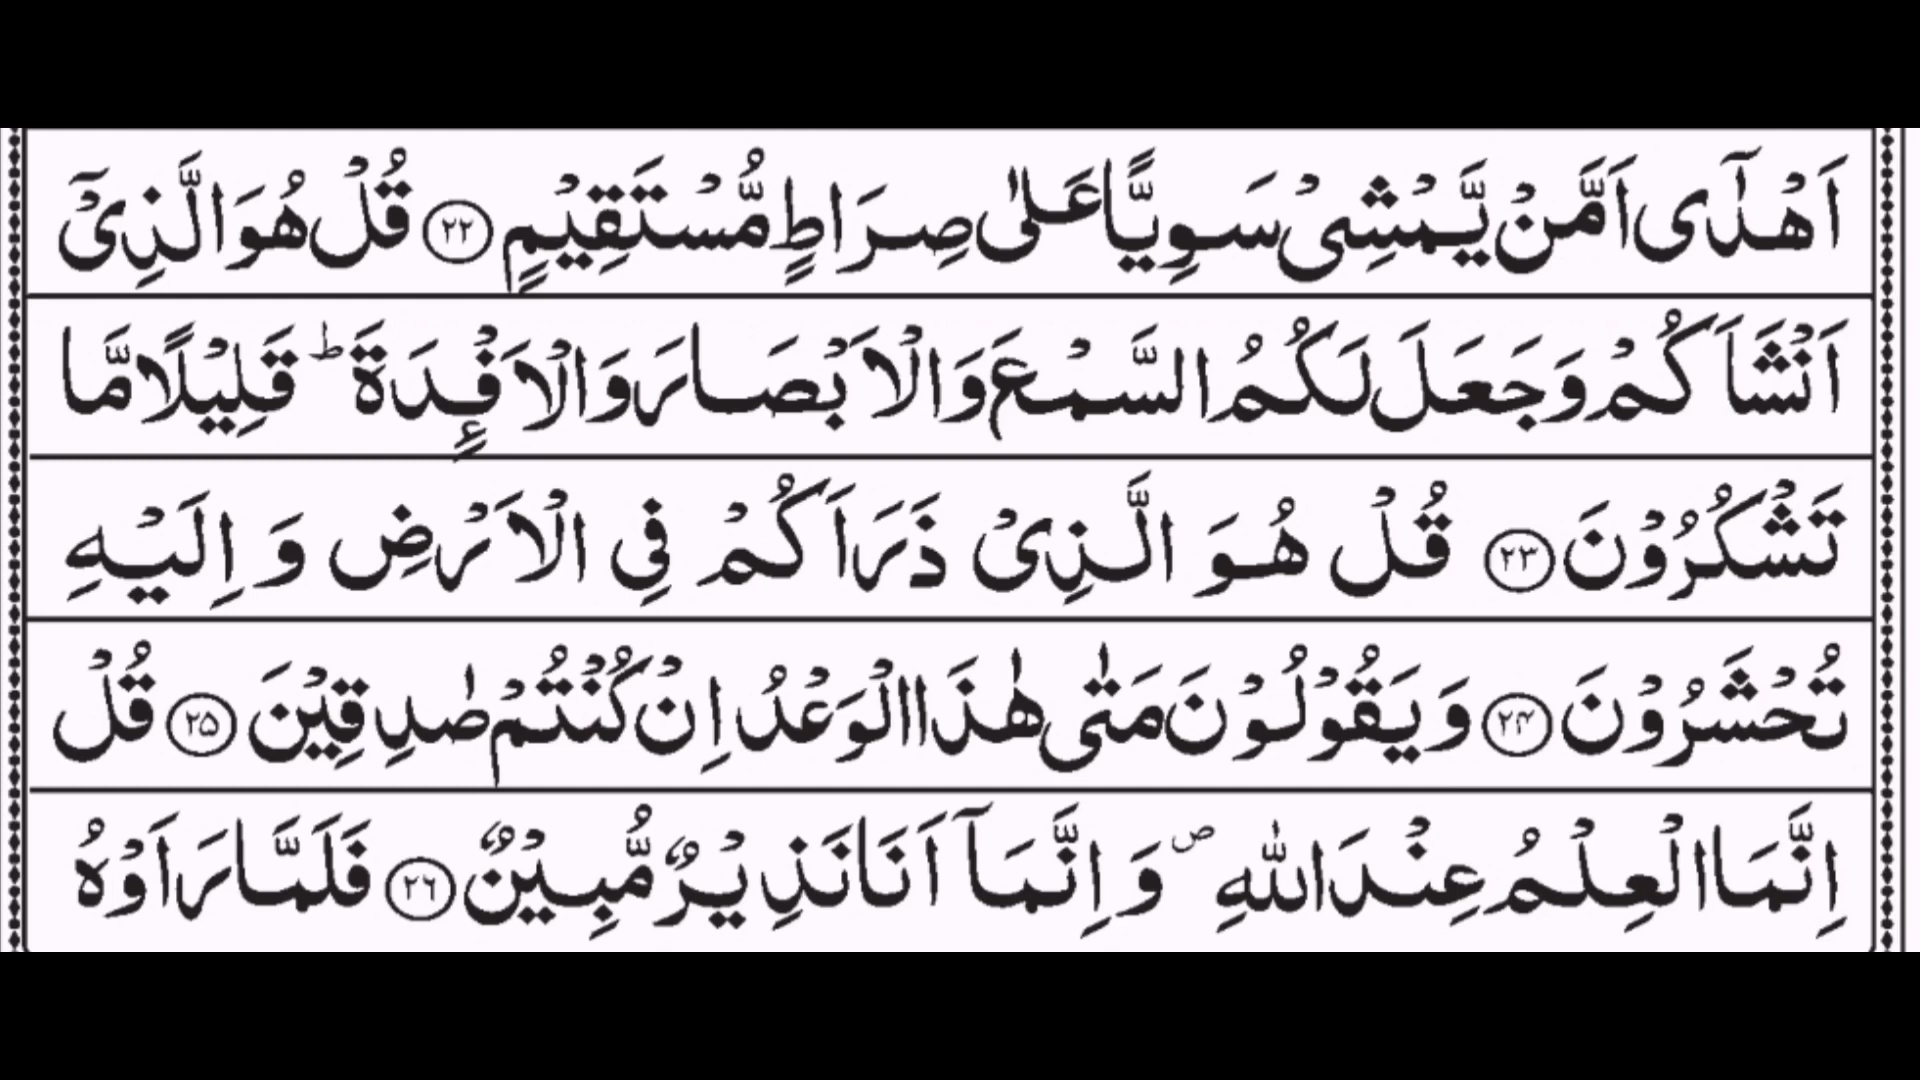 اَهْدٰۤى اَمَّنْ يَّمْشِىْ سَوِيًّا عَلٰى صِرَاطٍ مُّسْتَقِيْمٍ ﴿۲۲﴾ قُلْ هُوَ الَّذِىْۤ
اَنْشَاَكُمْ وَجَعَلَ لَكُمُ السَّمْعَ وَالْاَبْصَارَ وَالْاَفْـِٕدَةَ ؕ قَلِيْلًا مَّا
تَشْكُرُوْنَ ﴿۲۳﴾ قُلْ هُوَ الَّذِىْ ذَرَاَكُمْ فِى الْاَرْضِ وَ اِلَيْهِ
تُحْشَرُوْنَ ﴿۲۴﴾ وَ يَقُوْلُوْنَ مَتٰى هٰذَا الْوَعْدُ اِنْ كُنْتُمْ صٰدِقِيْنَ ﴿۲۵﴾ قُلْ
اِنَّمَا الْعِلْمُ عِنْدَ اللّٰهِ ۪ وَ اِنَّمَاۤ اَنَا نَذِيْرٌ مُّبِيْنٌ ﴿۲۶﴾ فَلَمَّا رَاَوْهُ